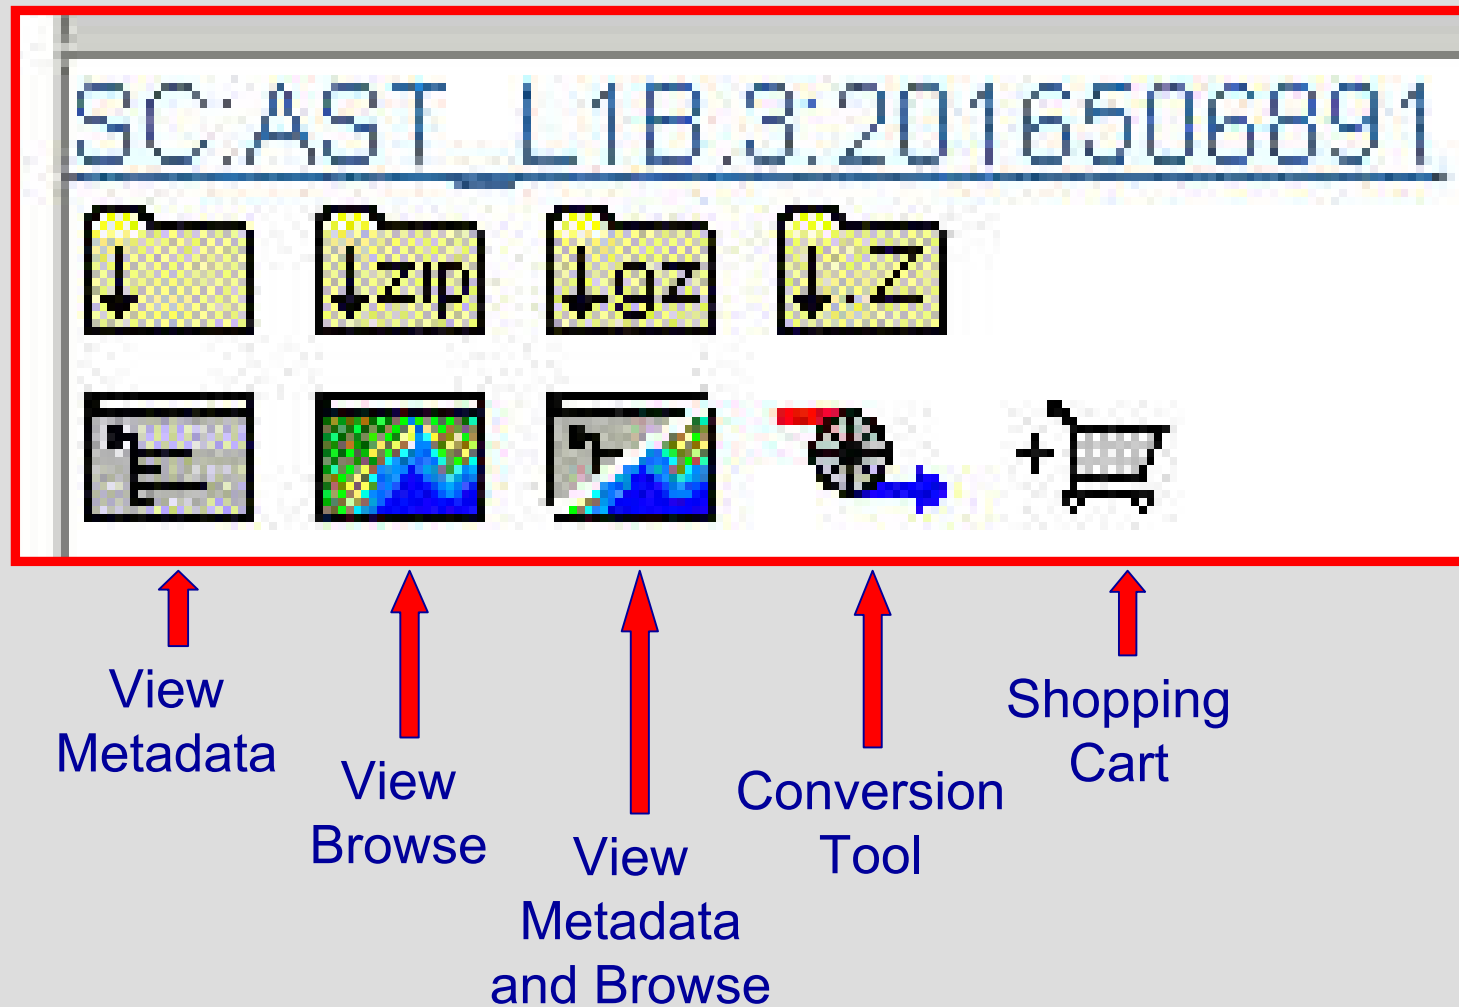 SC:AST_L1B.3:2016506891
zip
gz
.Z
View
Metadata
View
Browse
View
Metadata
and Browse
Conversion
Tool
Shopping
Cart